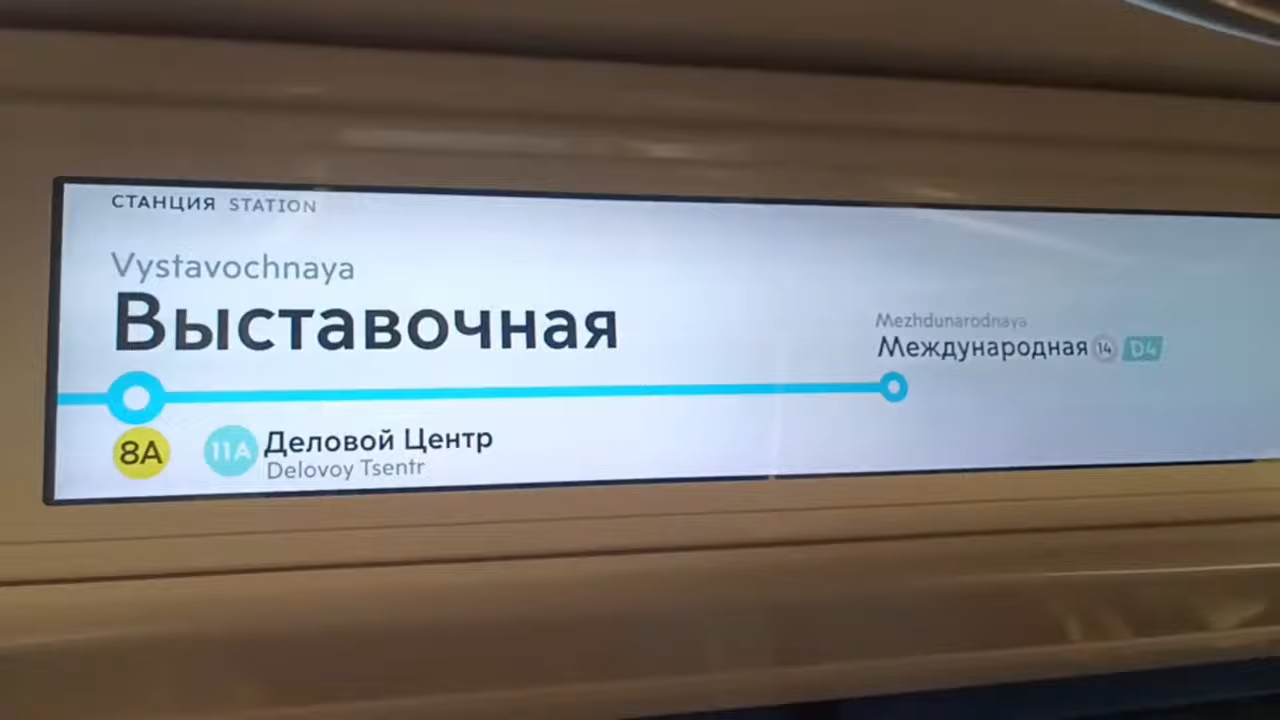 СТАНЦИЯ STATION
Vystavochnaya
Выставочная
8А 11А Деловой Центр
Delovoy Tsentr
Mezhdunarodnaya
Международная 14 D4